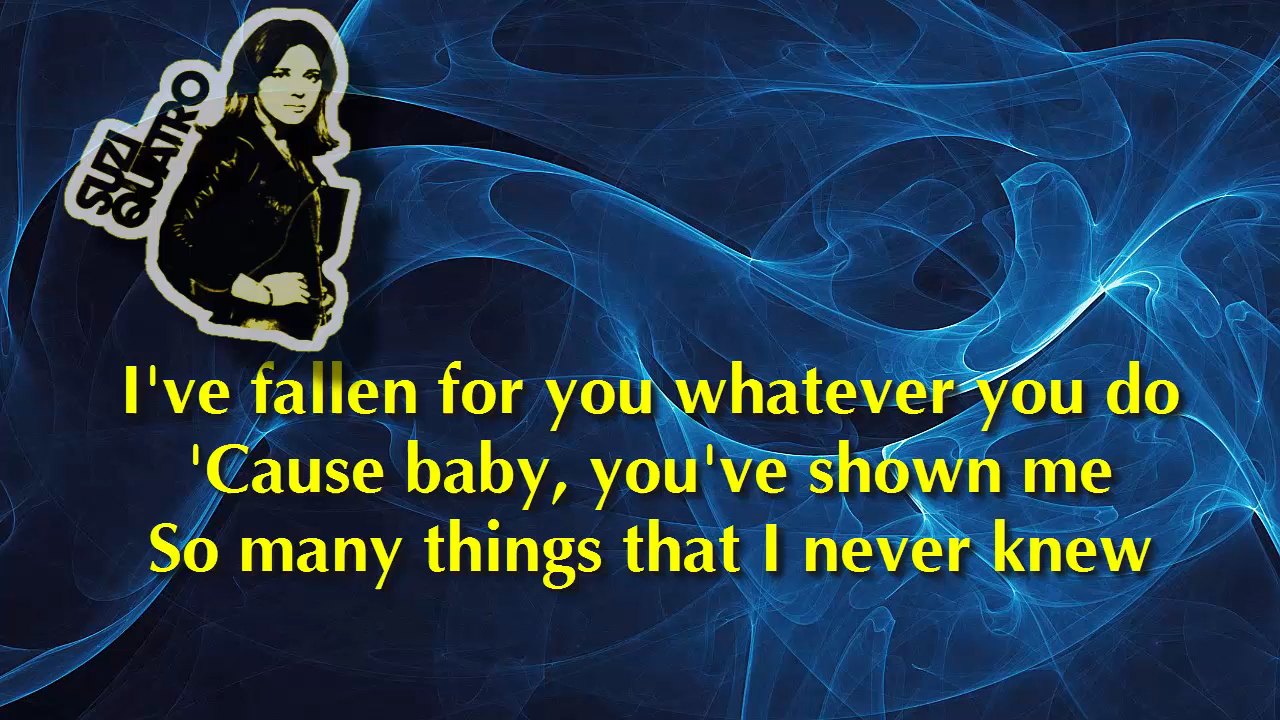 SUZI
QUATRO
I've fallen for you whatever you do
'Cause baby, you've shown me
So many things that I never knew